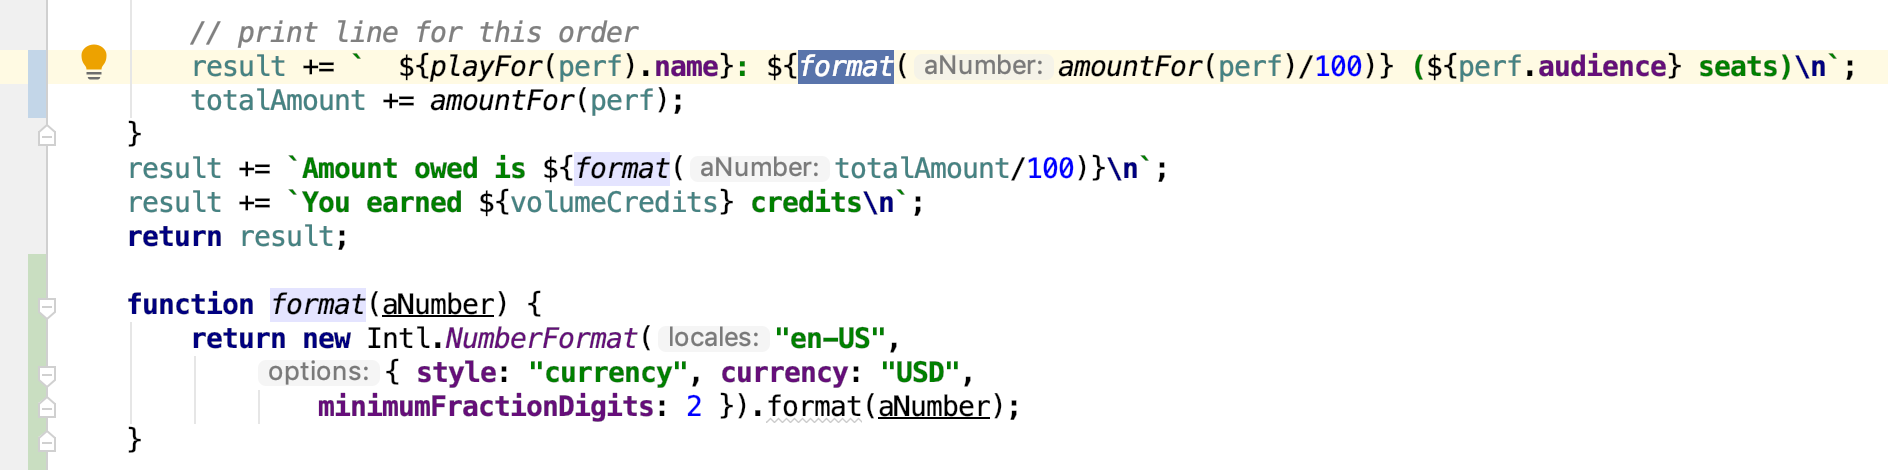 // print line for this order
result += `  ${playFor(perf).name}: ${format( aNumber: amountFor(perf)/100)} (${perf.audience} seats)\n`;
totalAmount += amountFor(perf);
}
result += `Amount owed is ${format( aNumber: totalAmount/100)}\n`;
result += `You earned ${volumeCredits} credits\n`;
return result;
function format(aNumber) {
return new Intl.NumberFormat( locales: "en-US",
options: { style: "currency", currency: "USD",
minimumFractionDigits: 2 }).format(aNumber);
}